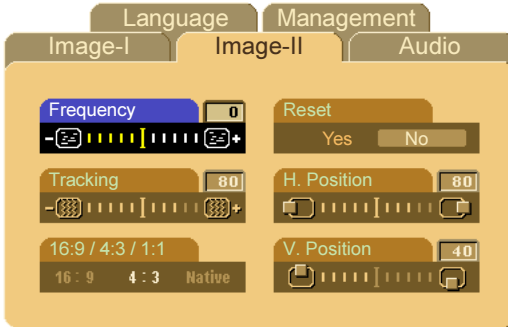 Language Management
Image-I Image-II Audio
Frequency 0
- +
Reset
Yes No
Tracking 80
- +
H. Position 80
16:9 / 4:3 / 1:1
16:9 4:3 Native
V. Position 40